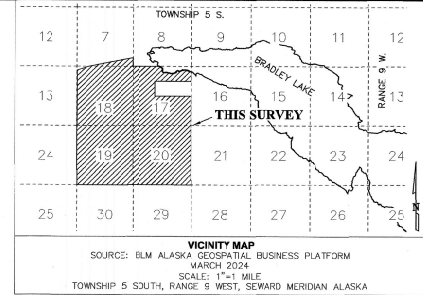 TOWNSHIP 5 S.
12 7 8 9 10 11 12
BRADLEY LAKE
RANGE 9 W.
13 18 17 16 15 14 13
THIS SURVEY
24 19 20 21 22 23 24
25 30 29 28 27 26 25
N
VICINITY MAP
SOURCE: BLM ALASKA GEOSPATIAL BUSINESS PLATFORM
MARCH 2024
SCALE: 1"=1 MILE
TOWNSHIP 5 SOUTH, RANGE 9 WEST, SEWARD MERIDIAN ALASKA